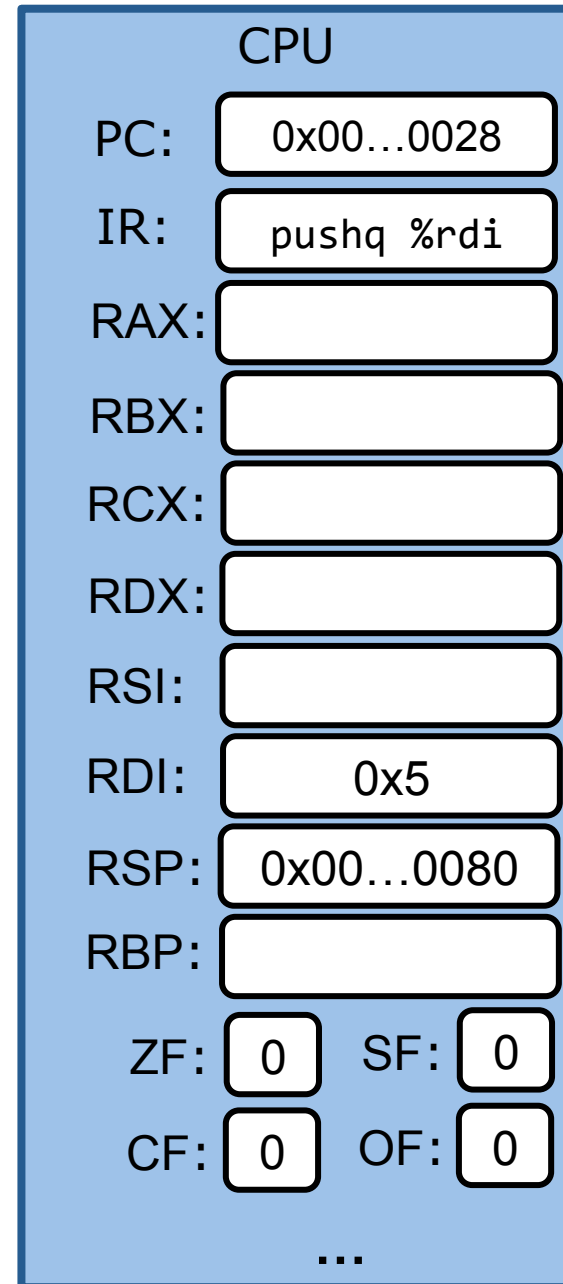 CPU
PC: 0x00…0028
IR: pushq %rdi
RAX:
RBX:
RCX:
RDX:
RSI:
RDI: 0x5
RSP: 0x00…0080
RBP:
ZF: 0 SF: 0
CF: 0 OF: 0
…